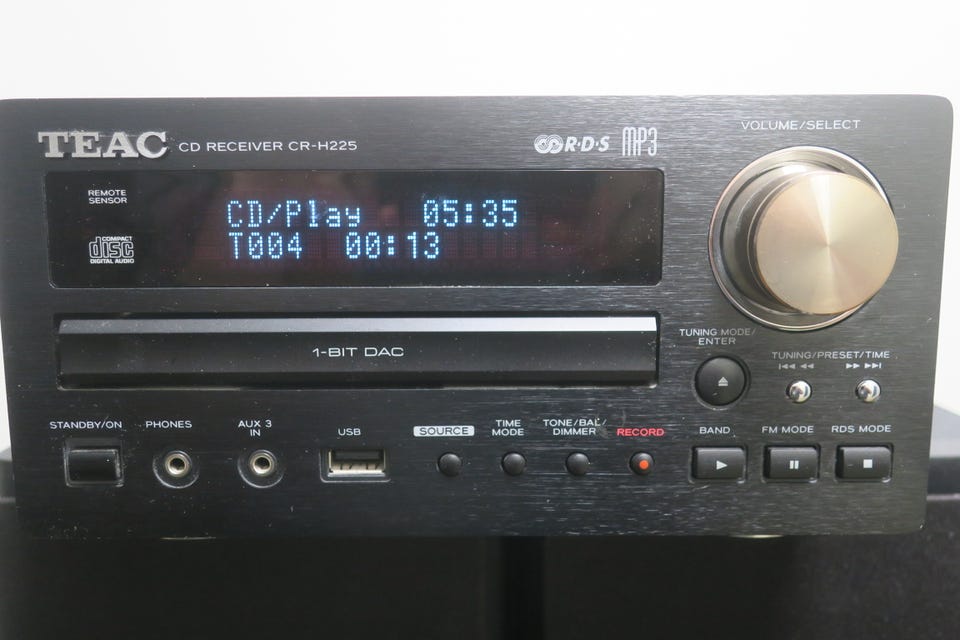 TEAC CD RECEIVER CR-H225
R·D·S MP3
VOLUME/SELECT
REMOTE
SENSOR
CD/Play 05:35
T004 00:13
COMPACT
disc
DIGITAL AUDIO
1-BIT DAC
TUNING MODE/
ENTER
TUNING/PRESET/TIME
STANDBY/ON
PHONES
AUX 3
IN
USB
SOURCE
TIME
MODE
TONE/BAL/
DIMMER
RECORD
BAND
FM MODE
RDS MODE